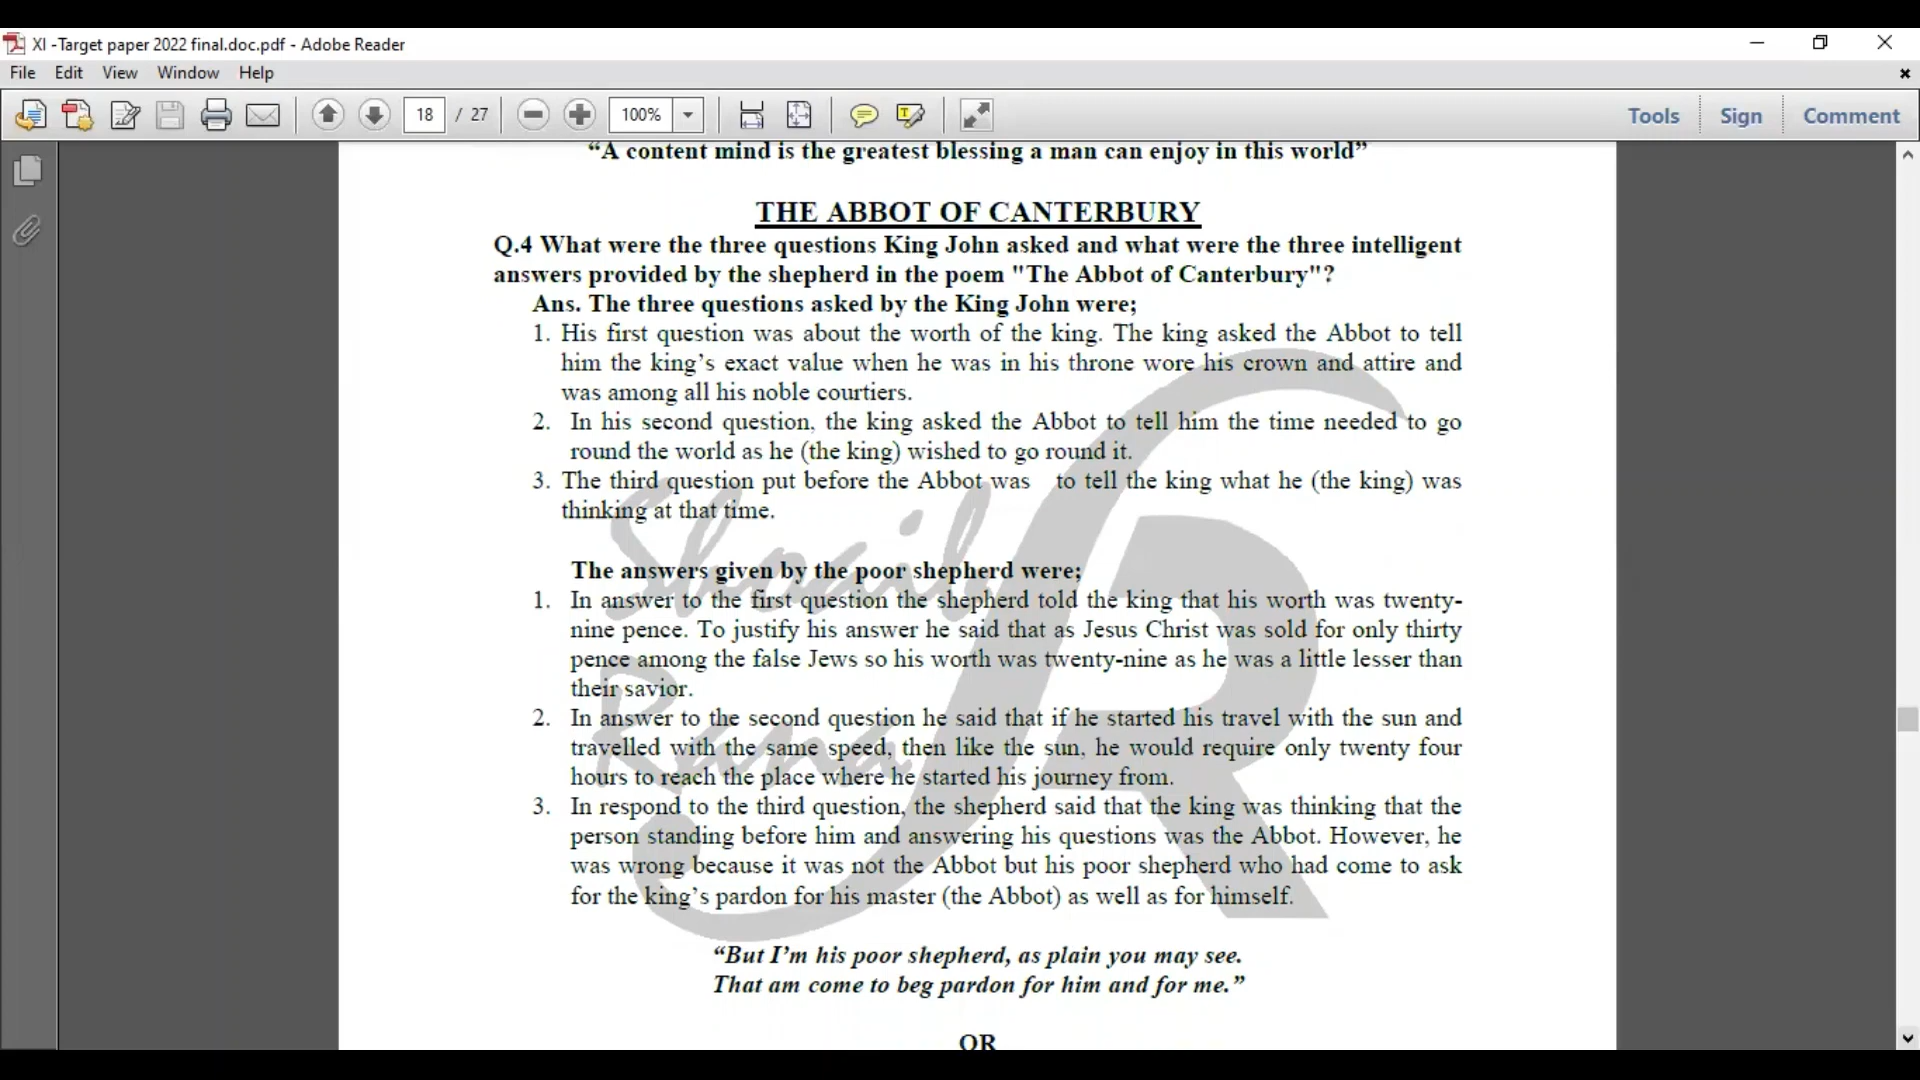 XI -Target paper 2022 final.doc.pdf - Adobe Reader
File Edit View Window Help
18 / 27 100% Tools Sign Comment
“A content mind is the greatest blessing a man can enjoy in this world”
THE ABBOT OF CANTERBURY
Q.4 What were the three questions King John asked and what were the three intelligent
answers provided by the shepherd in the poem "The Abbot of Canterbury"?
Ans. The three questions asked by the King John were;
1. His first question was about the worth of the king. The king asked the Abbot to tell
him the king’s exact value when he was in his throne wore his crown and attire and
was among all his noble courtiers.
2. In his second question, the king asked the Abbot to tell him the time needed to go
round the world as he (the king) wished to go round it.
3. The third question put before the Abbot was to tell the king what he (the king) was
thinking at that time.
The answers given by the poor shepherd were;
1. In answer to the first question the shepherd told the king that his worth was twenty-
nine pence. To justify his answer he said that as Jesus Christ was sold for only thirty
pence among the false Jews so his worth was twenty-nine as he was a little lesser than
their savior.
2. In answer to the second question he said that if he started his travel with the sun and
travelled with the same speed, then like the sun, he would require only twenty four
hours to reach the place where he started his journey from.
3. In respond to the third question, the shepherd said that the king was thinking that the
person standing before him and answering his questions was the Abbot. However, he
was wrong because it was not the Abbot but his poor shepherd who had come to ask
for the king’s pardon for his master (the Abbot) as well as for himself.
“But I’m his poor shepherd, as plain you may see.
That am come to beg pardon for him and for me.”
OR
Shoaib
Rana
JR